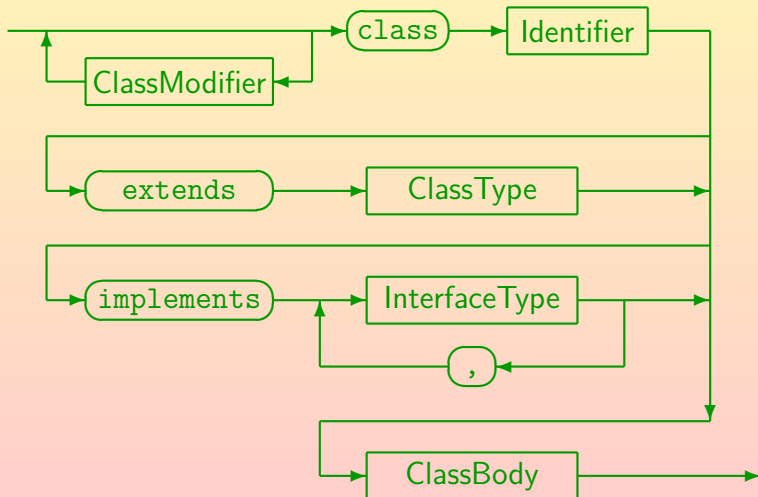 class Identifier
ClassModifier
extends ClassType
implements InterfaceType
,
ClassBody